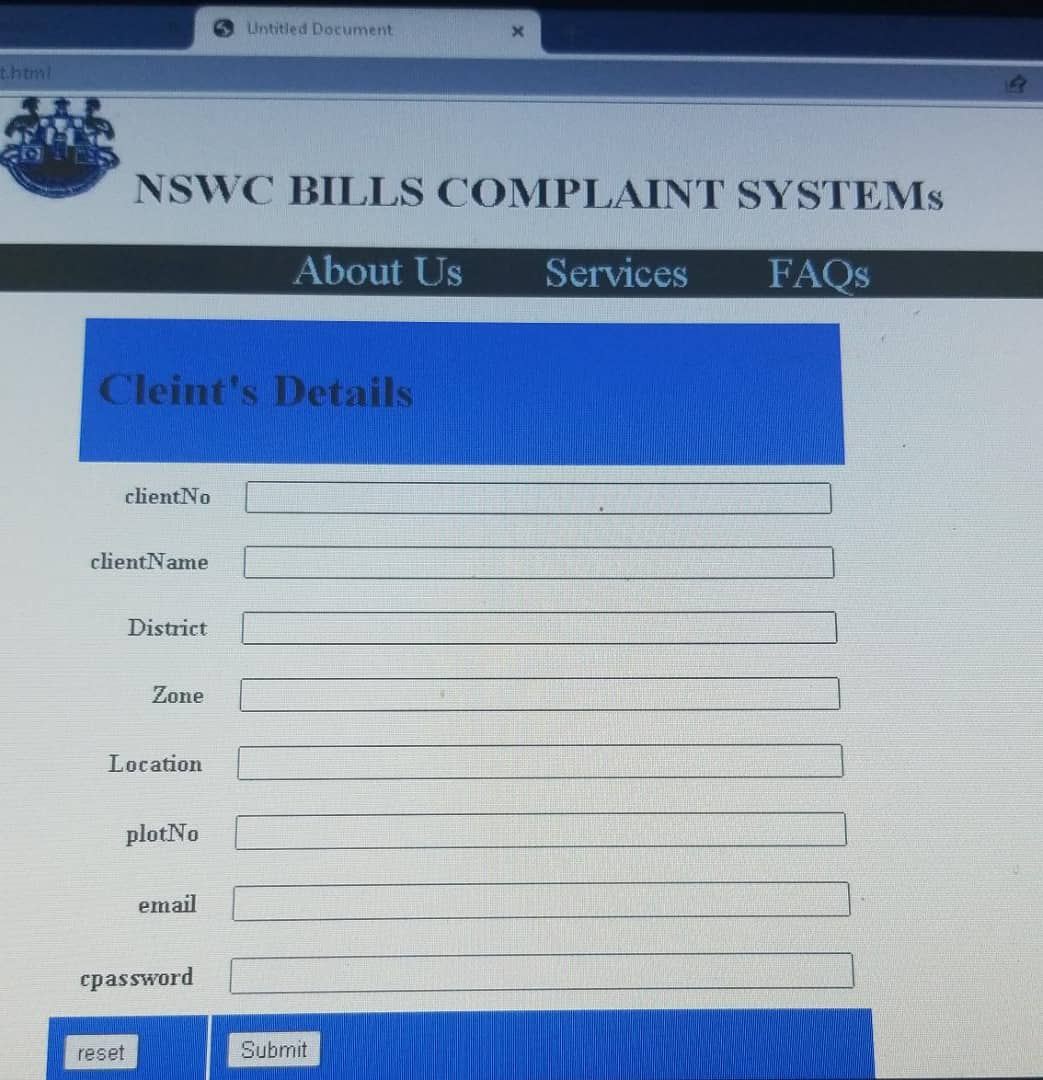 Untitled Document
t.html
NSWC BILLS COMPLAINT SYSTEMs
About Us Services FAQs
Cleint's Details
clientNo
clientName
District
Zone
Location
plotNo
email
cpassword
reset Submit